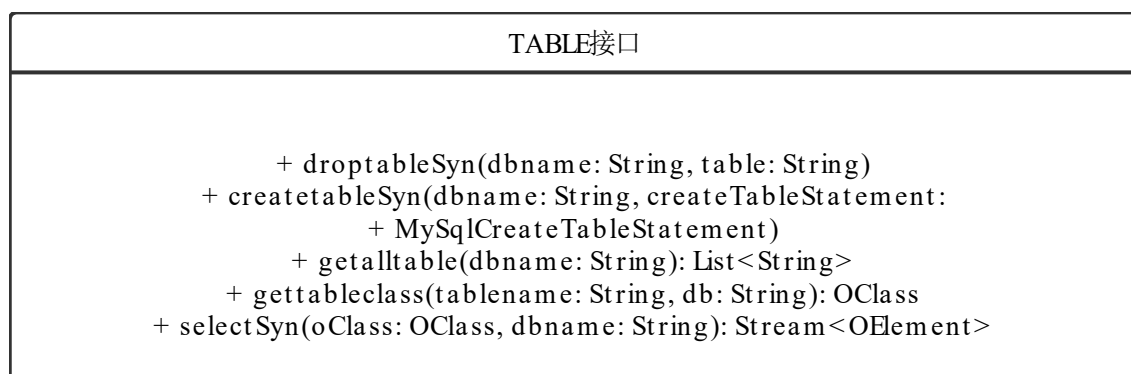 TABLE接口
+ droptableSyn(dbname: String, table: String)
+ createtableSyn(dbname: String, createTableStatement:
+ MySqlCreateTableStatement)
+ getalltable(dbname: String): List<String>
+ gettableclass(tablename: String, db: String): OClass
+ selectSyn(oClass: OClass, dbname: String): Stream<OElement>